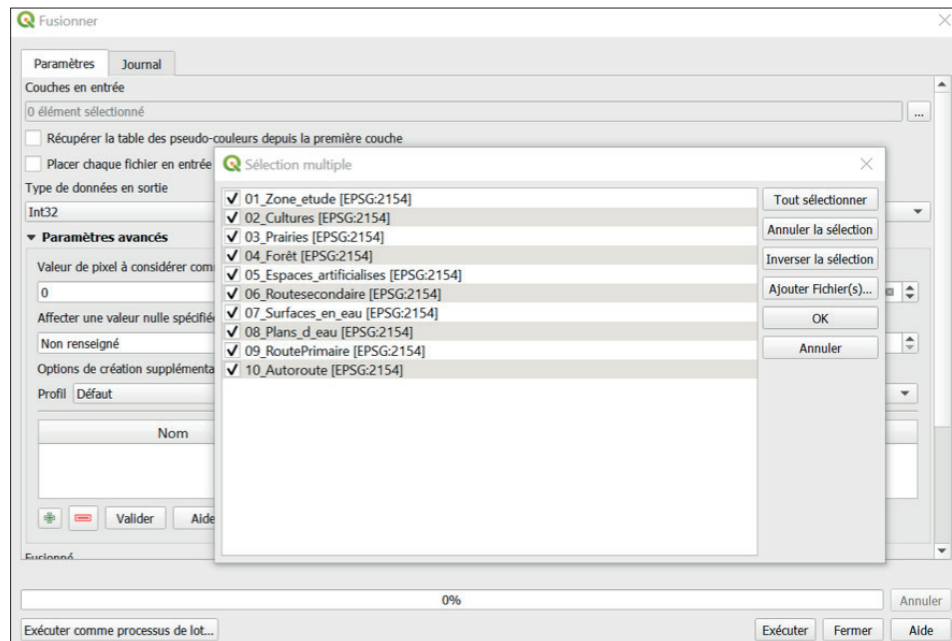 Fusionner
Paramètres Journal
Couches en entrée
0 élément sélectionné
...
Récupérer la table des pseudo-couleurs depuis la première couche
Placer chaque fichier en entrée
Type de données en sortie
Int32
Paramètres avancés
Valeur de pixel à considérer com
0
Affecter une valeur nulle spécifiée
Non renseigné
Options de création supplémenta
Profil Défaut
Nom
Valider Aide
Sélection multiple
01_Zone_etude [EPSG:2154]
02_Cultures [EPSG:2154]
03_Prairies [EPSG:2154]
04_Forêt [EPSG:2154]
05_Espaces_artificialises [EPSG:2154]
06_Routesecondaire [EPSG:2154]
07_Surfaces_en_eau [EPSG:2154]
08_Plans_d_eau [EPSG:2154]
09_RoutePrimaire [EPSG:2154]
10_Autoroute [EPSG:2154]
Tout sélectionner
Annuler la sélection
Inverser la sélection
Ajouter Fichier(s)...
OK
Annuler
Fusionné
0%
Annuler
Exécuter comme processus de lot...
Exécuter Fermer Aide